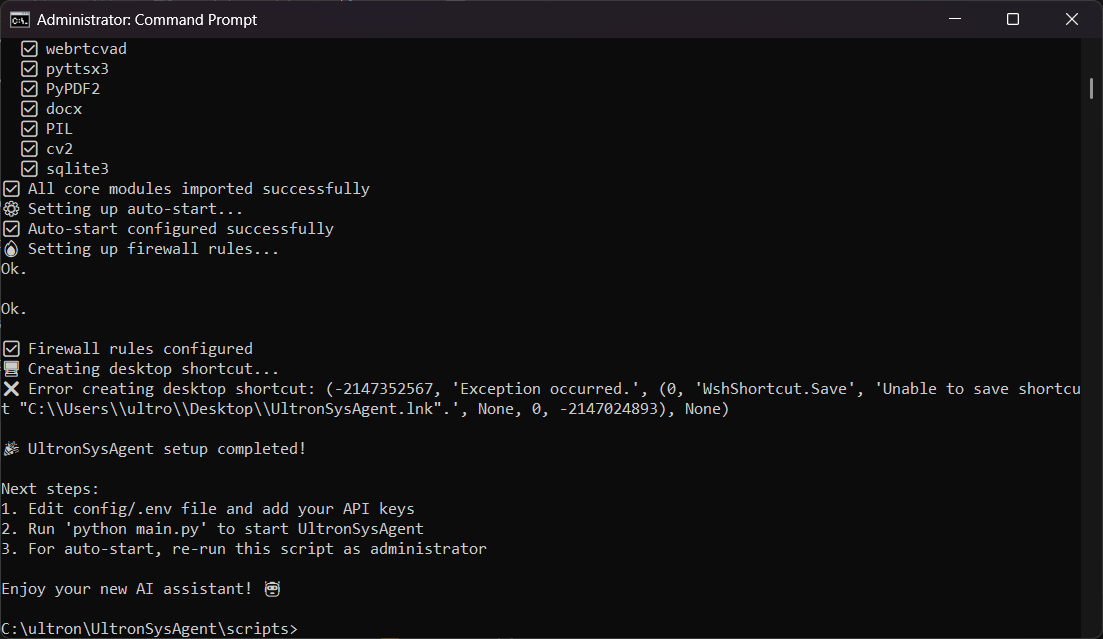 Administrator: Command Prompt
webrtcvad
pyttsx3
PyPDF2
docx
PIL
cv2
sqlite3
All core modules imported successfully
Setting up auto-start...
Auto-start configured successfully
Setting up firewall rules...
Ok.
Ok.
Firewall rules configured
Creating desktop shortcut...
Error creating desktop shortcut: (-2147352567, 'Exception occurred.', (0, 'WshShortcut.Save', 'Unable to save shortcu
t "C:\\Users\\ultro\\Desktop\\UltronSysAgent.lnk".', None, 0, -2147024893), None)
UltronSysAgent setup completed!
Next steps:
1. Edit config/.env file and add your API keys
2. Run 'python main.py' to start UltronSysAgent
3. For auto-start, re-run this script as administrator
Enjoy your new AI assistant!
C:\ultron\UltronSysAgent\scripts>